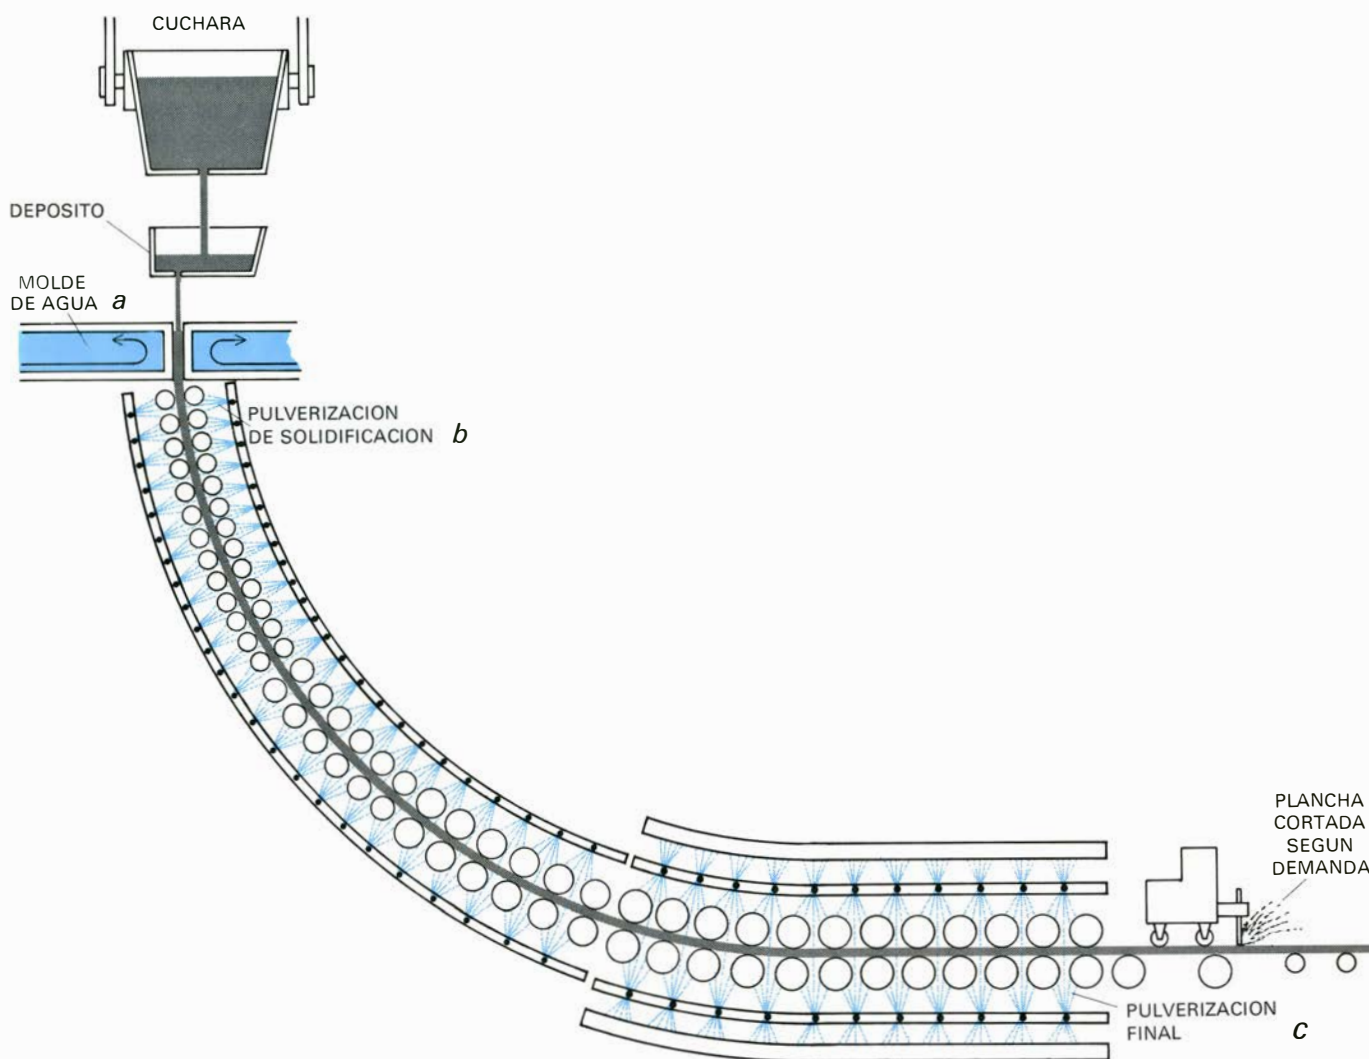 CUCHARA
DEPOSITO
MOLDE
DE AGUA a
PULVERIZACION
DE SOLIDIFICACION b
PLANCHA
CORTADA
SEGUN
DEMANDA
PULVERIZACION
FINAL c